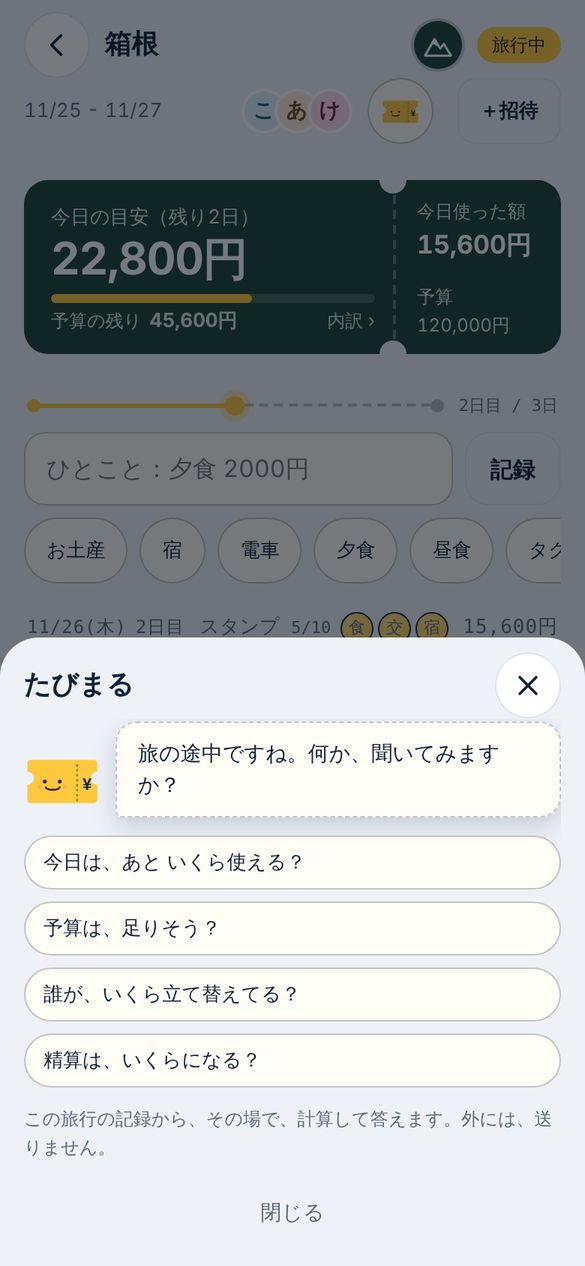 箱根
旅行中
11/25 - 11/27
こ あ け
¥
＋招待
今日の目安（残り2日）
22,800円
予算の残り 45,600円
内訳 ›
今日使った額
15,600円
予算
120,000円
2日目 / 3日
ひとこと：夕食 2000円
記録
お土産
宿
電車
夕食
昼食
タク
11/26(木) 2日目 スタンプ 5/10 食 交 宿 15,600円
たびまる
旅の途中ですね。何か、聞いてみます
か？
¥
今日は、あと いくら使える？
予算は、足りそう？
誰が、いくら立て替えてる？
精算は、いくらになる？
この旅行の記録から、その場で、計算して答えます。外には、送
りません。
閉じる